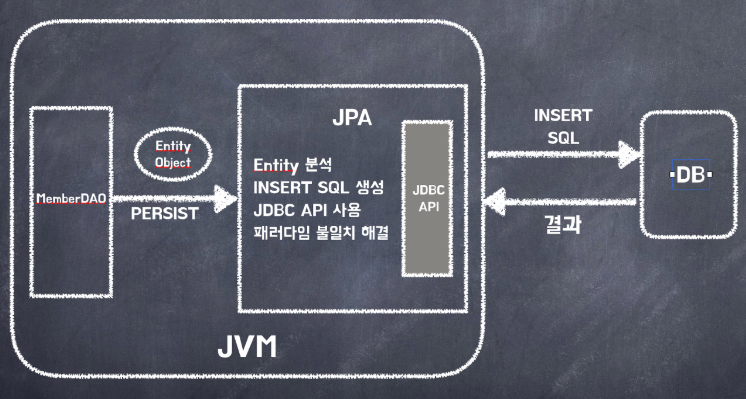 JPA
Entity
Object
Entity 분석
INSERT SQL 생성
JDBC API 사용
패러다임 불일치 해결
JDBC
API
MemberDAO
PERSIST
INSERT
SQL
DB
결과
JVM